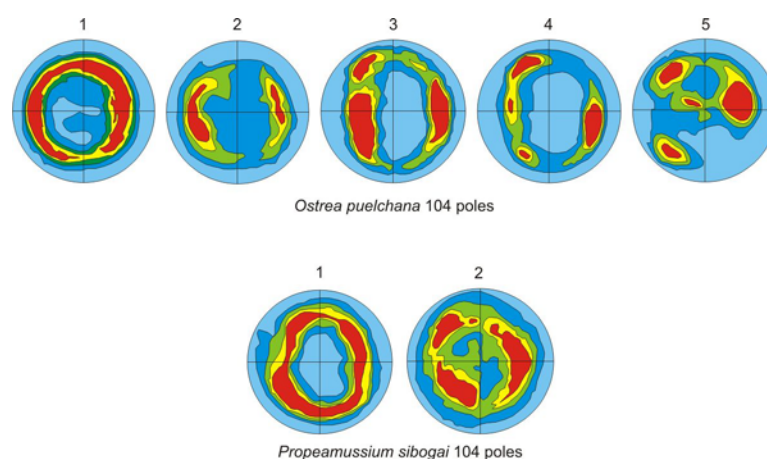 1 2 3 4 5
Ostrea puelchana 104 poles
1 2
Propeamussium sibogai 104 poles